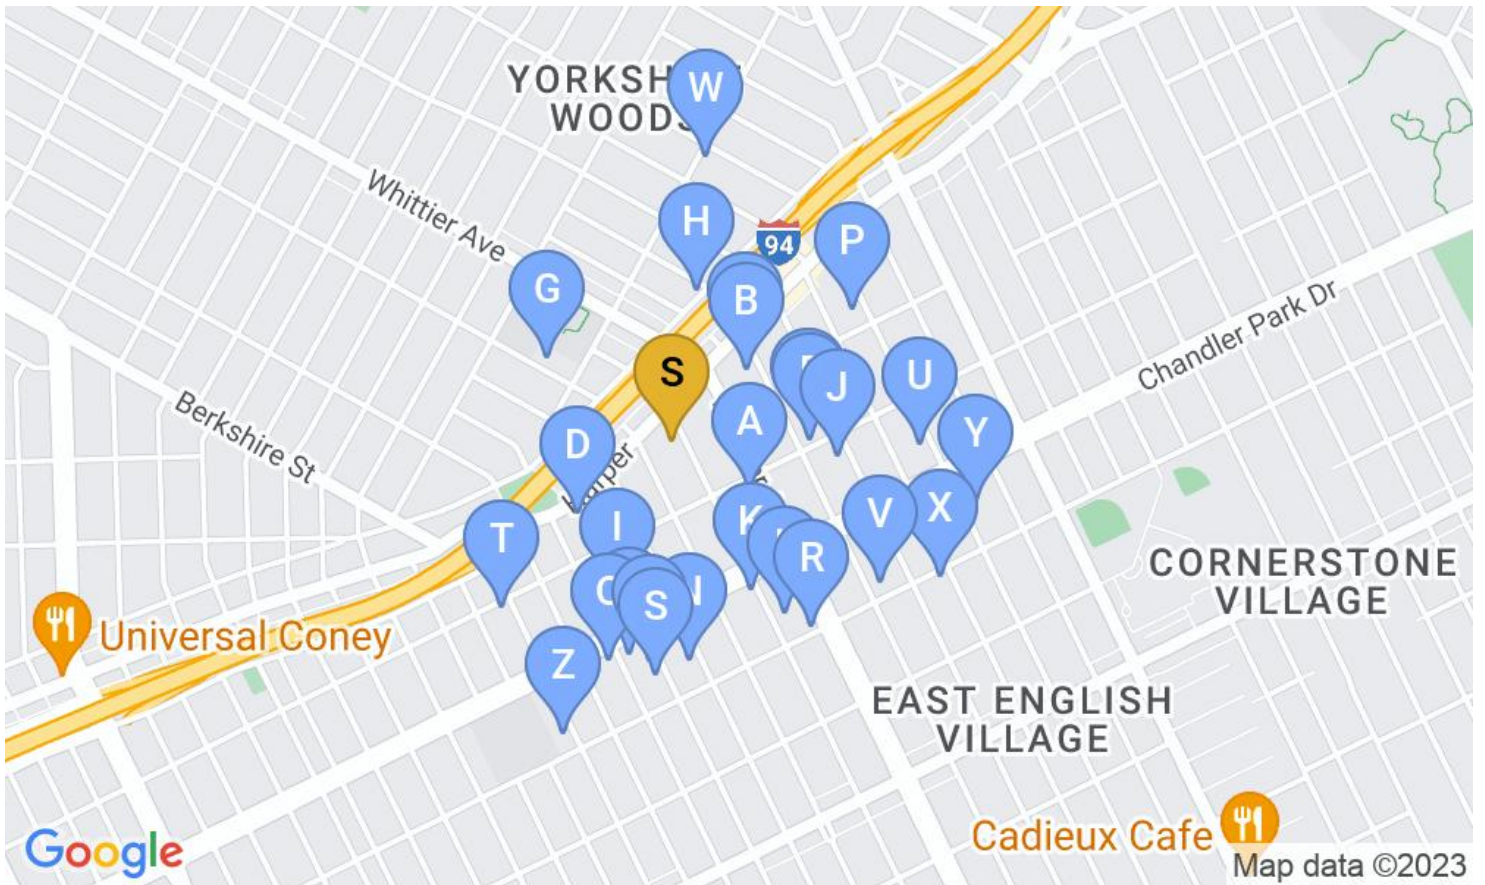 YORKSH
WOODS
W
Whittier Ave
H
94
P
G
B
Chandler Park Dr
S
J
U
A
Y
Berkshire St
D
T
I
K
V
X
R
CORNERSTONE
VILLAGE
S
Universal Coney
Z
EAST ENGLISH
VILLAGE
Cadieux Cafe
Google
Map data ©2023